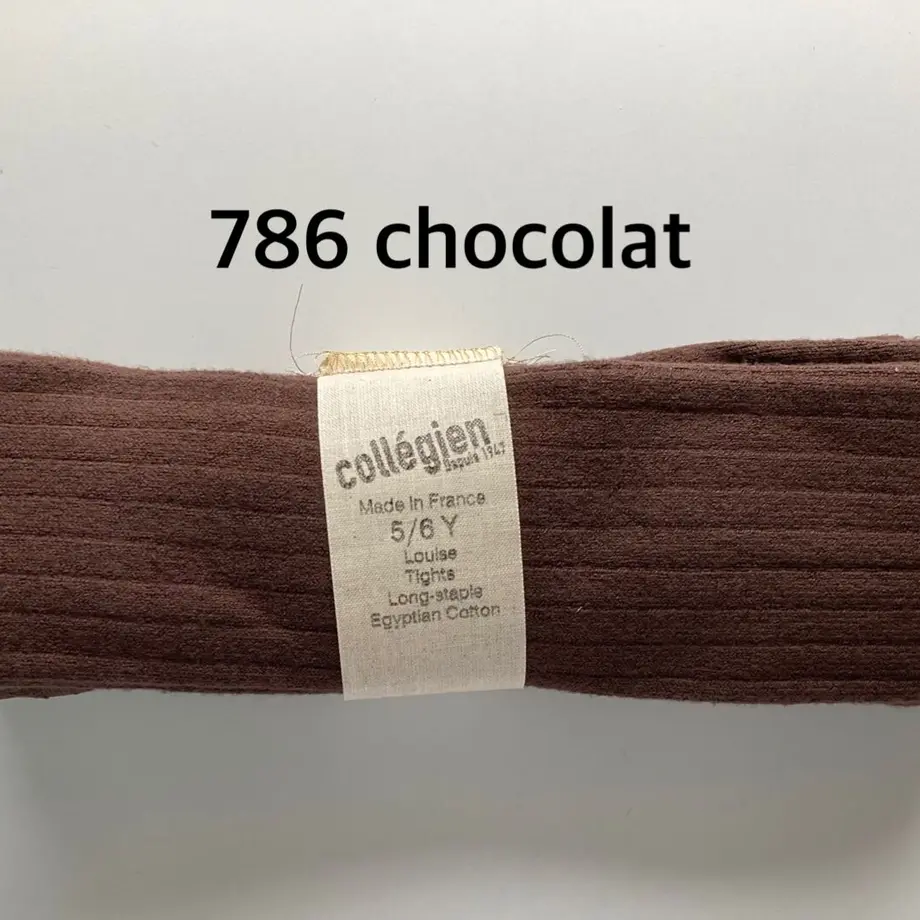 786 chocolat
collégien
Depuis 1947
Made in France
5/6 Y
Louise
Tights
Long-staple
Egyptian Cotton